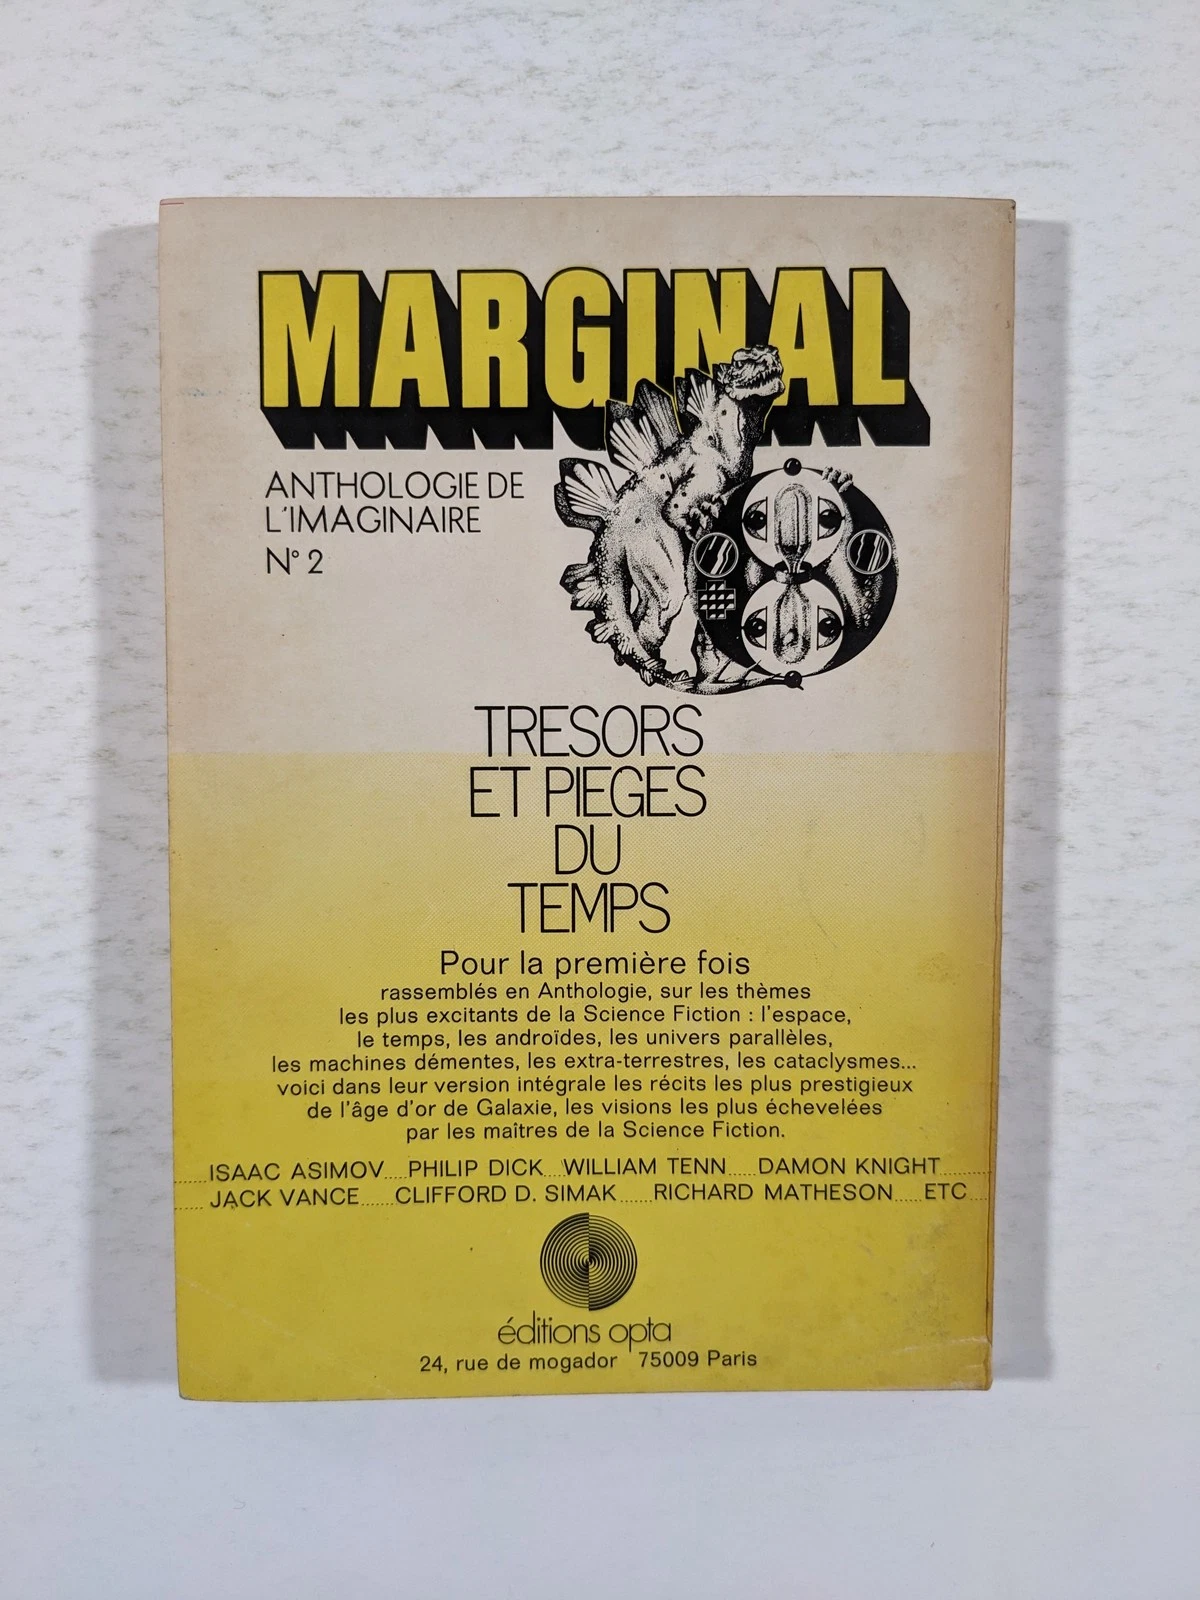 MARGINAL
ANTHOLOGIE DE
L'IMAGINAIRE
N° 2
TRESORS
ET PIEGES
DU
TEMPS
Pour la première fois
rassemblés en Anthologie, sur les thèmes
les plus excitants de la Science Fiction : l'espace,
le temps, les androïdes, les univers parallèles,
les machines démentes, les extra-terrestres, les cataclysmes...
voici dans leur version intégrale les récits les plus prestigieux
de l'âge d'or de Galaxie, les visions les plus échevelées
par les maîtres de la Science Fiction.
ISAAC ASIMOV.....PHILIP DICK....WILLIAM TENN.....DAMON KNIGHT
JACK VANCE......CLIFFORD D. SIMAK......RICHARD MATHESON.....ETC
éditions opta
24, rue de mogador 75009 Paris